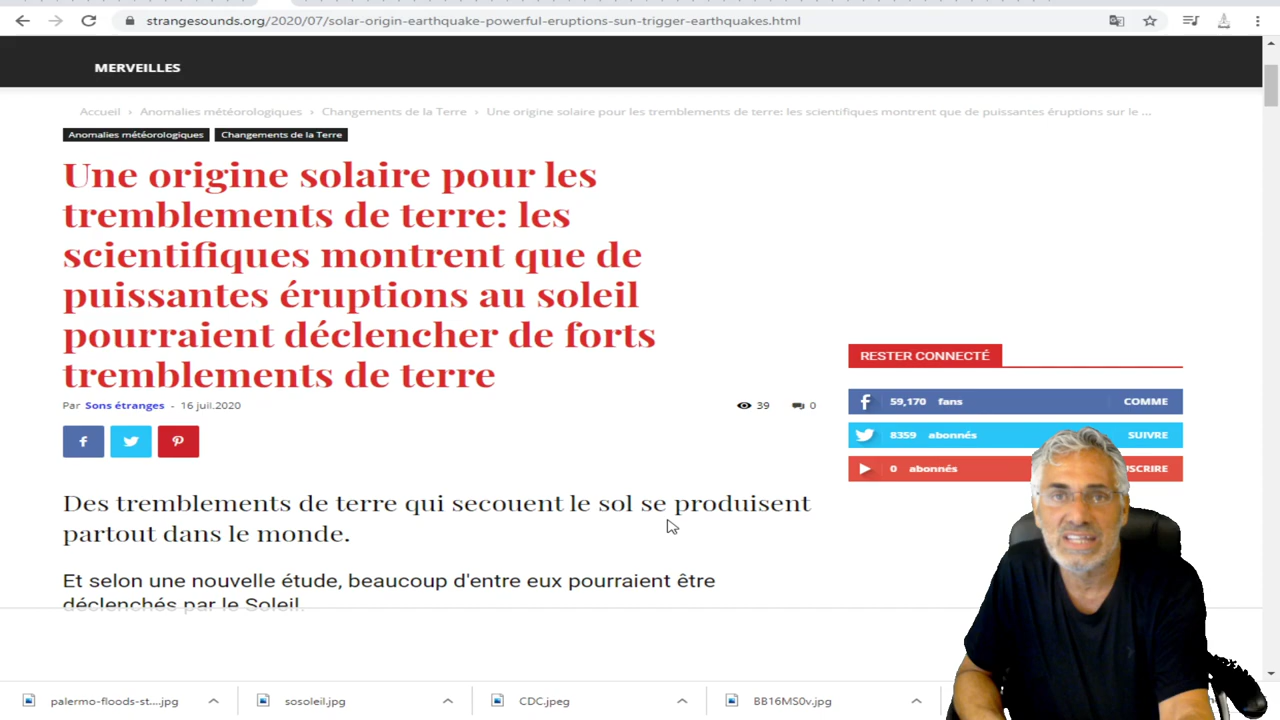 strangesounds.org/2020/07/solar-origin-earthquake-powerful-eruptions-sun-trigger-earthquakes.html
MERVEILLES
Accueil › Anomalies météorologiques › Changements de la Terre › Une origine solaire pour les tremblements de terre: les scientifiques montrent que de puissantes éruptions sur le ...
Anomalies météorologiques Changements de la Terre
Une origine solaire pour les
tremblements de terre: les
scientifiques montrent que de
puissantes éruptions au soleil
pourraient déclencher de forts
tremblements de terre
Par Sons étranges - 16 juil.2020 39 0
RESTER CONNECTÉ
59,170 fans COMME
8359 abonnés SUIVRE
0 abonnés SCRIRE
Des tremblements de terre qui secouent le sol se produisent
partout dans le monde.
Et selon une nouvelle étude, beaucoup d'entre eux pourraient être
déclenchés par le Soleil.
palermo-floods-st....jpg sosoleil.jpg CDC.jpeg BB16MS0v.jpg